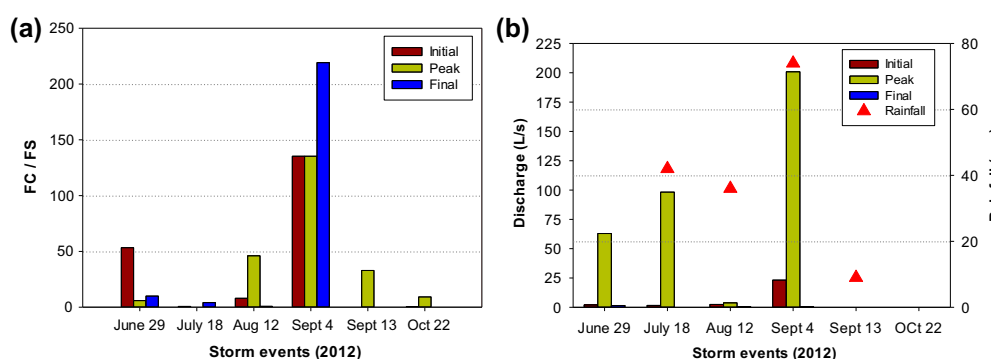 (a)
250
200
150
100
50
0
FC / FS
Initial
Peak
Final
June 29 July 18 Aug 12 Sept 4 Sept 13 Oct 22
Storm events (2012)
(b)
225
200
175
150
125
100
75
50
25
0
Discharge (L/s)
Initial
Peak
Final
Rainfall
80
60
40
20
0
June 29 July 18 Aug 12 Sept 4 Sept 13 Oct 22
Storm events (2012)